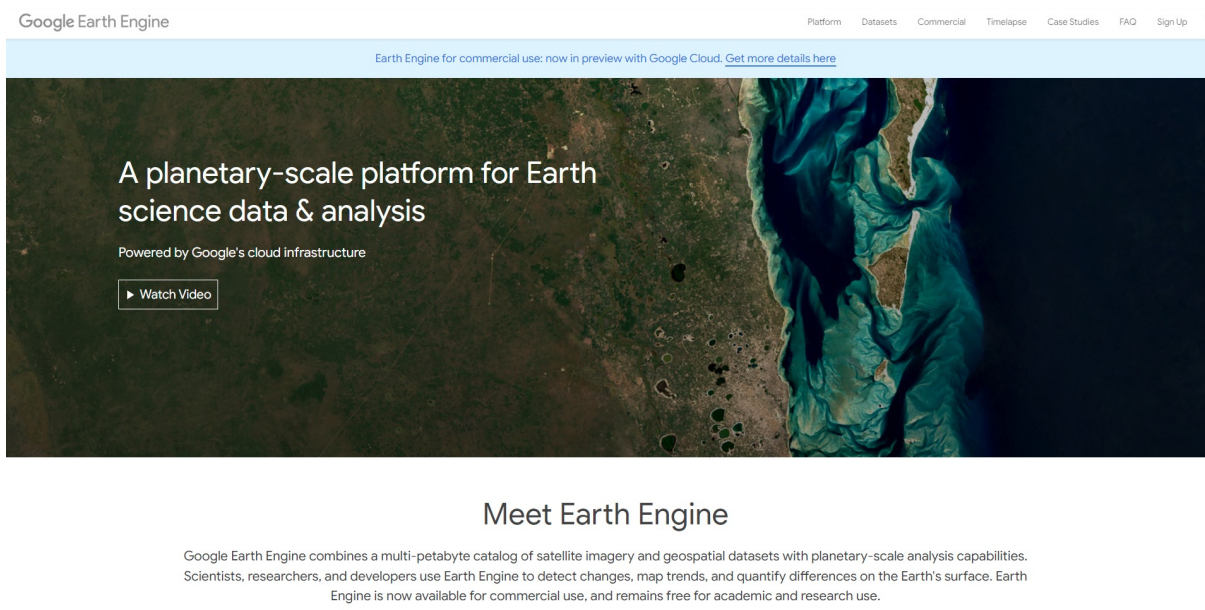 Google Earth Engine
Platform Datasets Commercial Timelapse Case Studies FAQ Sign Up
Earth Engine for commercial use: now in preview with Google Cloud. Get more details here
A planetary-scale platform for Earth
science data & analysis
Powered by Google's cloud infrastructure
Watch Video
Meet Earth Engine
Google Earth Engine combines a multi-petabyte catalog of satellite imagery and geospatial datasets with planetary-scale analysis capabilities.
Scientists, researchers, and developers use Earth Engine to detect changes, map trends, and quantify differences on the Earth's surface. Earth
Engine is now available for commercial use, and remains free for academic and research use.